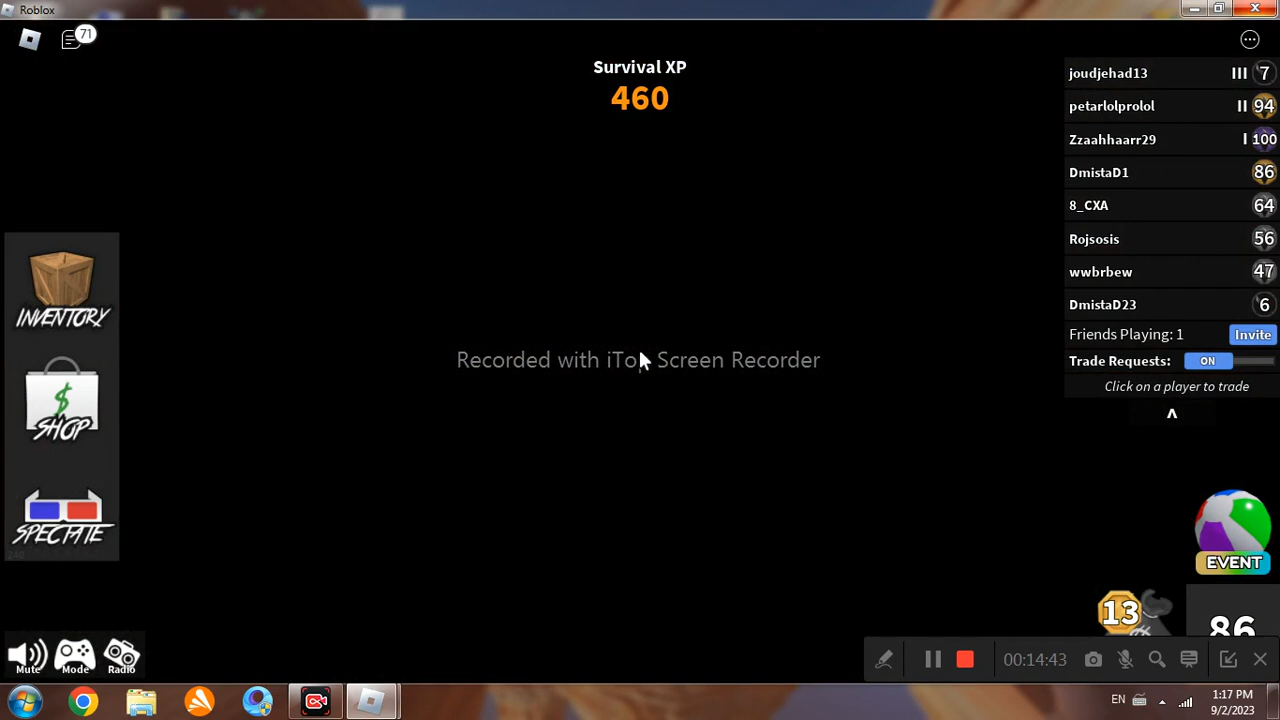 Roblox
71
Survival XP
460
joudjehad13 III 7
petarlolprolol II 94
Zzaahhaarr29 I 100
DmistaD1 86
8_CXA 64
Rojsosis 56
wwbrbew 47
DmistaD23 6
Friends Playing: 1 Invite
Trade Requests: ON
Click on a player to trade
INVENTORY
SHOP
SPECTATE
240
Recorded with iTop Screen Recorder
EVENT
13
86
Mute Mode Radio
00:14:43
EN
1:17 PM
9/2/2023